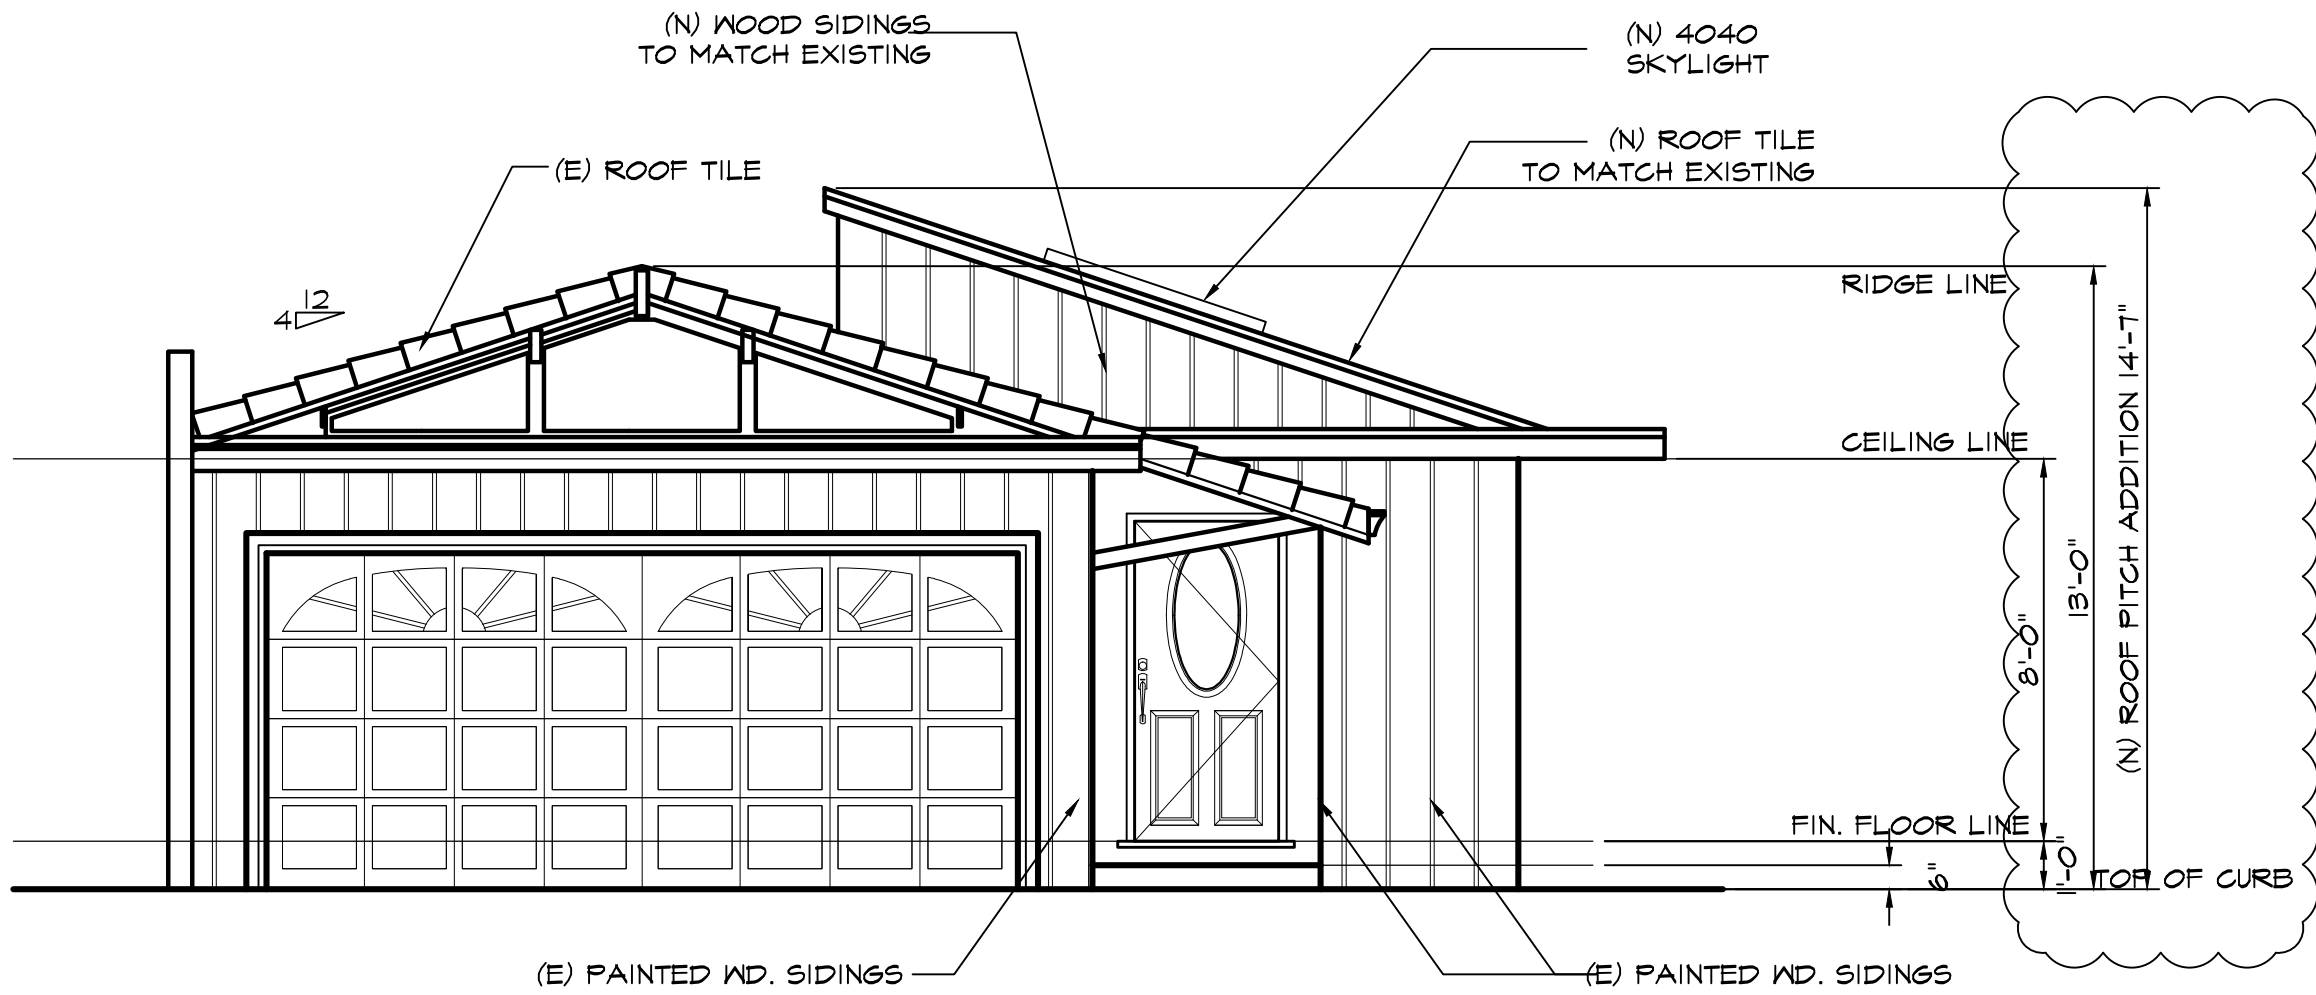 (N) WOOD SIDINGS
TO MATCH EXISTING
(N) 4040
SKYLIGHT
(N) ROOF TILE
TO MATCH EXISTING
(E) ROOF TILE
12
4
RIDGE LINE
CEILING LINE
(N) ROOF PITCH ADDITION 14'-7"
13'-0"
8'-0"
FIN. FLOOR LINE
6"
1'-0"
TOP OF CURB
(E) PAINTED WD. SIDINGS
(E) PAINTED WD. SIDINGS